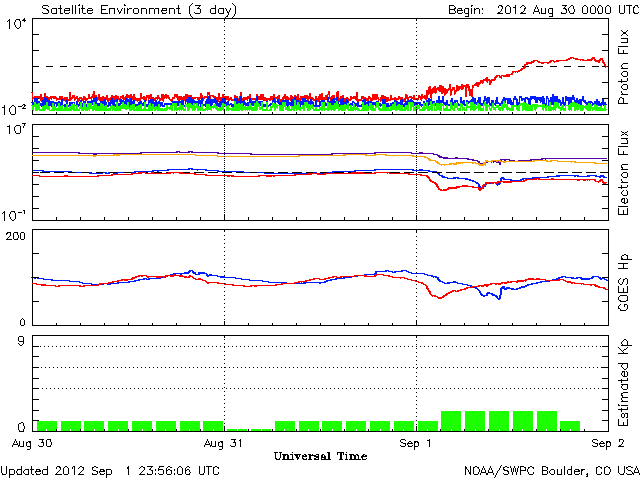 Satellite Environment (3 day)
Begin: 2012 Aug 30 0000 UTC
10^4
10^-2
Proton Flux
10^7
10^-1
Electron Flux
200
0
GOES Hp
9
0
Estimated Kp
Aug 30
Aug 31
Sep 1
Sep 2
Universal Time
Updated 2012 Sep 1 23:56:06 UTC
NOAA/SWPC Boulder, CO USA